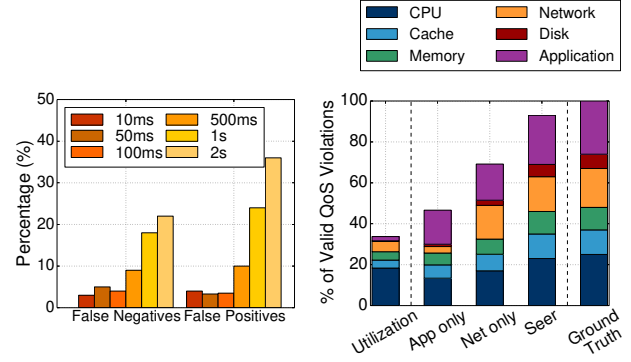 CPU
Cache
Memory
Network
Disk
Application
50
40
30
20
10
0
Percentage (%)
10ms
50ms
100ms
500ms
1s
2s
False Negatives
False Positives
100
80
60
40
20
0
% of Valid QoS Violations
Utilization
App only
Net only
Seer
Ground
Truth